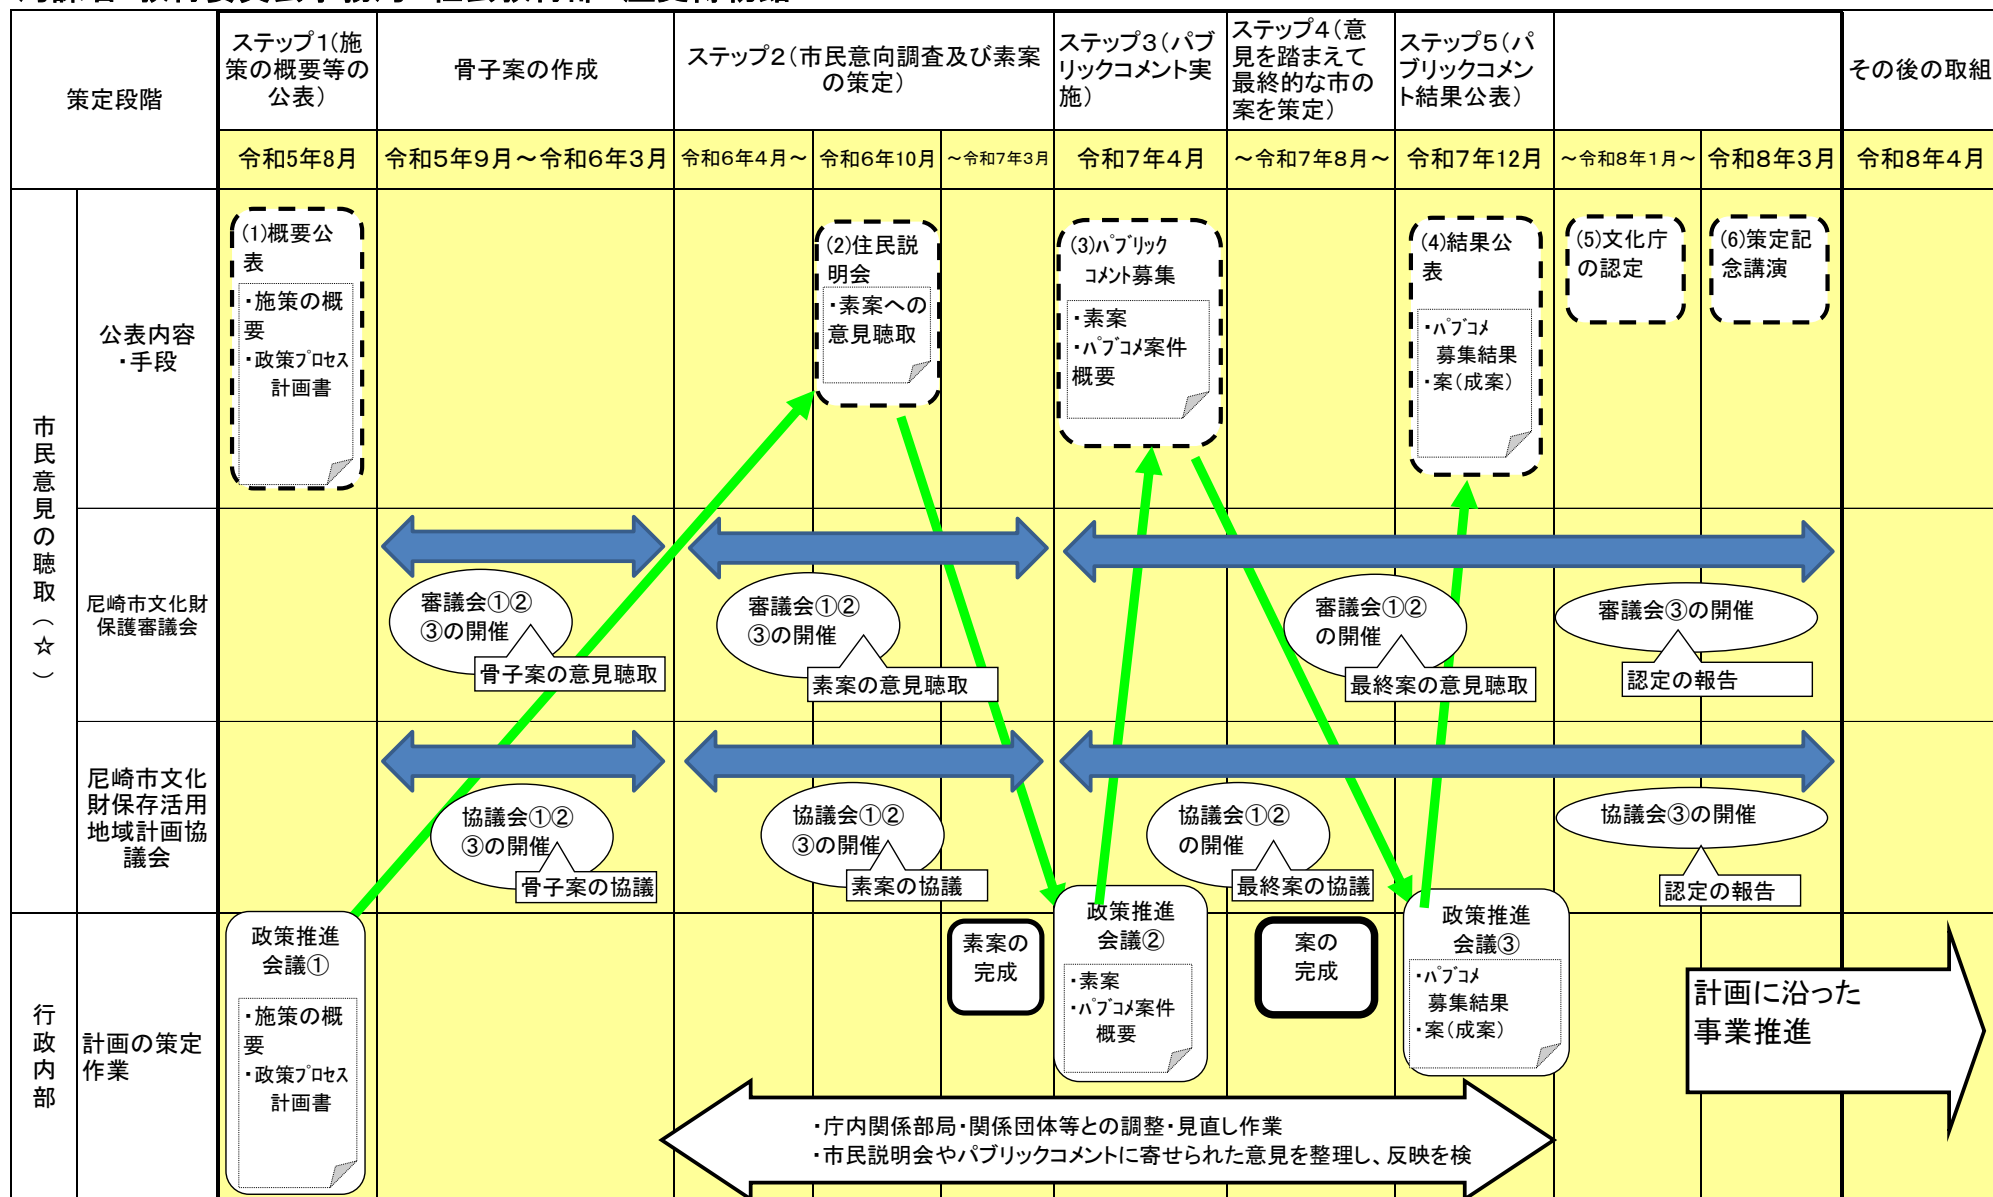 策定段階
ステップ1(施
策の概要等の
公表)
骨子案の作成
ステップ2(市民意向調査及び素案
の策定)
ステップ3(パブ
リックコメント実
施)
ステップ4(意
見を踏まえて
最終的な市の
案を策定)
ステップ5(パ
ブリックコメン
ト結果公表)
その後の取組
令和5年8月
令和5年9月~令和6年3月
令和6年4月~
令和6年10月
~令和7年3月
令和7年4月
~令和7年8月~
令和7年12月
~令和8年1月~
令和8年3月
令和8年4月
市民意見の聴取(☆)
公表内容
・手段
(1)概要公
表
・施策の概
要
・政策プロセス
計画書
(2)住民説
明会
・素案への
意見聴取
(3)パブリック
コメント募集
・素案
・パブコメ案件
概要
(4)結果公
表
・パブコメ
募集結果
・案(成案)
(5)文化庁
の認定
(6)策定記
念講演
尼崎市文化財
保護審議会
審議会①②
③の開催
骨子案の意見聴取
審議会①②
③の開催
素案の意見聴取
審議会①②
の開催
最終案の意見聴取
審議会③の開催
認定の報告
尼崎市文化
財保存活用
地域計画協
議会
協議会①②
③の開催
骨子案の協議
協議会①②
③の開催
素案の協議
協議会①②
の開催
最終案の協議
協議会③の開催
認定の報告
行政内部
計画の策定
作業
政策推進
会議①
・施策の概
要
・政策プロセス
計画書
素案の
完成
政策推進
会議②
・素案
・パブコメ案件
概要
案の
完成
政策推進
会議③
・パブコメ
募集結果
・案(成案)
計画に沿った
事業推進
・庁内関係部局・関係団体等との調整・見直し作業
・市民説明会やパブリックコメントに寄せられた意見を整理し、反映を検